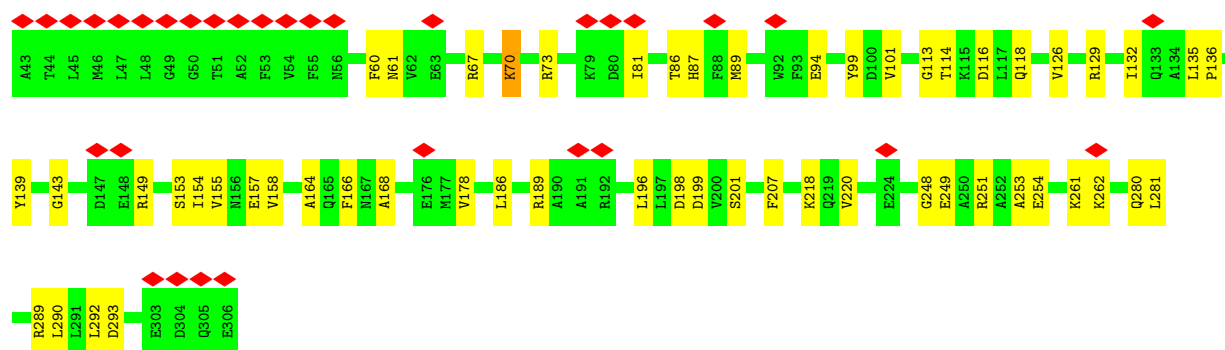 A43 T44 L45 M46 L47 L48 G49 G50 T51 A52 F53 V54 F55 N56 F60 N61 V62 E63 R67 K70 R73 K79 D80 I81 T86 H87 F88 M89 W92 F93 E94 Y99 D100 V101 G113 T114 K115 D116 L117 Q118 V126 R129 I132 Q133 A134 L135 P136
Y139 G143 D147 E148 R149 S153 I154 V155 N156 E157 V158 A164 Q165 F166 N167 A168 E176 M177 V178 L186 R189 A190 A191 R192 L196 L197 D198 D199 V200 S201 F207 K218 Q219 V220 E224 G248 E249 A250 R251 A252 A253 E254 K261 K262 Q280 L281
R289 L290 L291 L292 D293 E303 D304 Q305 E306